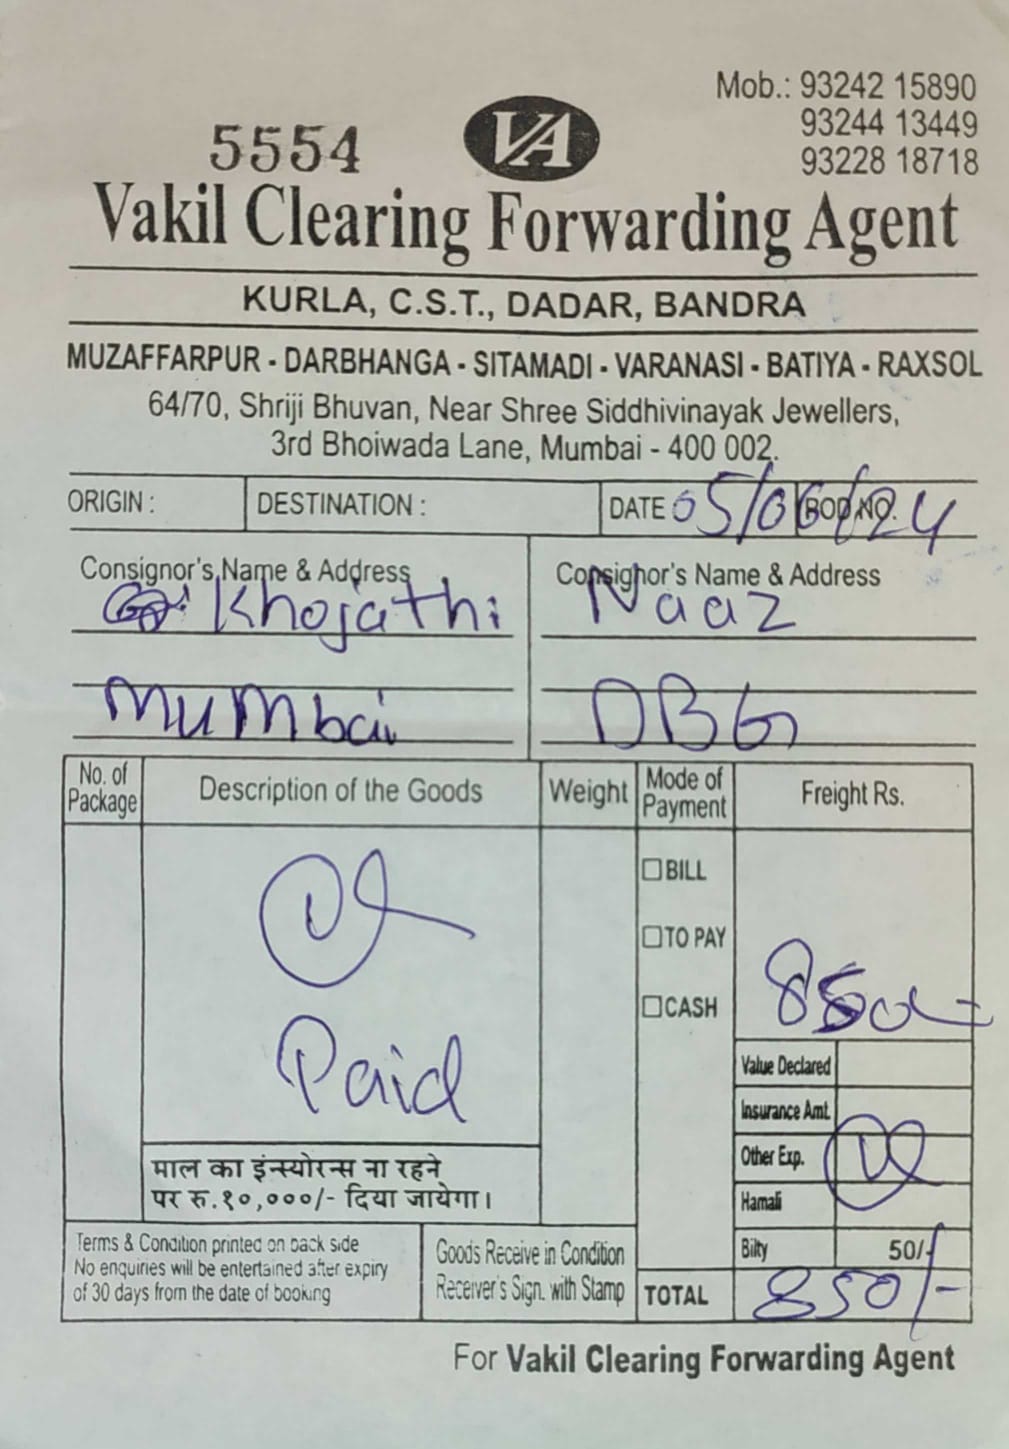 Mob.: 93242 15890
93244 13449
93228 18718
5554
VA
Vakil Clearing Forwarding Agent
KURLA, C.S.T., DADAR, BANDRA
MUZAFFARPUR - DARBHANGA - SITAMADI - VARANASI - BATIYA - RAXSOL
64/70, Shriji Bhuvan, Near Shree Siddhivinayak Jewellers,
3rd Bhoiwada Lane, Mumbai - 400 002.
ORIGIN : DESTINATION : DATE 05/06/24 ROD NO.
Consignor's Name & Address Consignor's Name & Address
Khojathi Naaz
Mumbai DBG
No. of Package Description of the Goods Weight Mode of Payment Freight Rs.
BILL
TO PAY
CASH
Paid
Value Declared
Insurance Amt.
Other Exp.
Hamali
माल का इंन्स्योरन्स ना रहने
पर रु.१०,०००/- दिया जायेगा।
Terms & Condition printed on back side
No enquiries will be entertained after expiry
of 30 days from the date of booking
Goods Receive in Condition
Receiver's Sign. with Stamp
Bilty 50/-
TOTAL 850/-
For Vakil Clearing Forwarding Agent